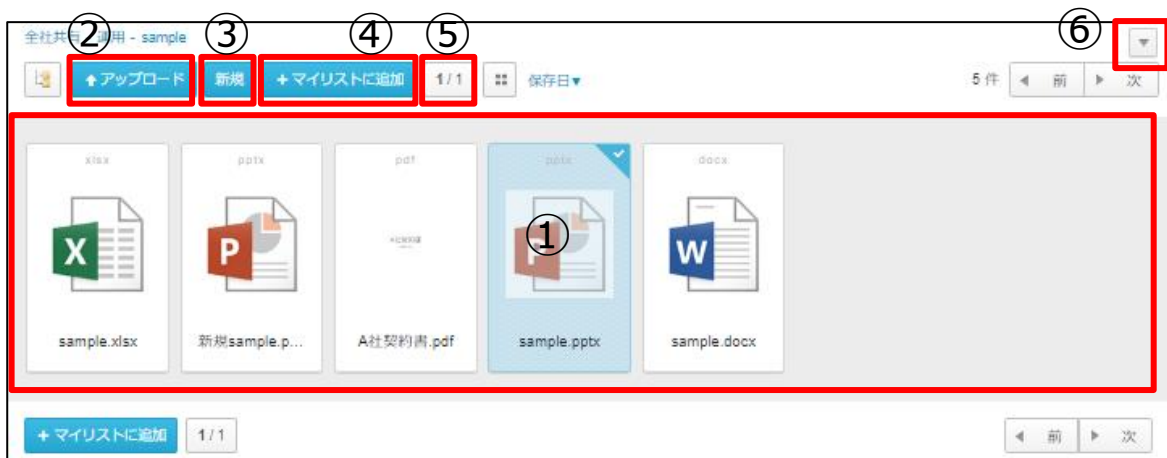 ② ③ ④ ⑤ ⑥
全社共有 運用 - sample
アップロード 新規 +マイリストに追加 1/1 保存日▼ 5 件 前 次
xlsx pptx pdf pptx docx
X P P W
①
sample.xlsx 新規sample.p... A社契約書.pdf sample.pptx sample.docx
+ マイリストに追加 1/1 前 次